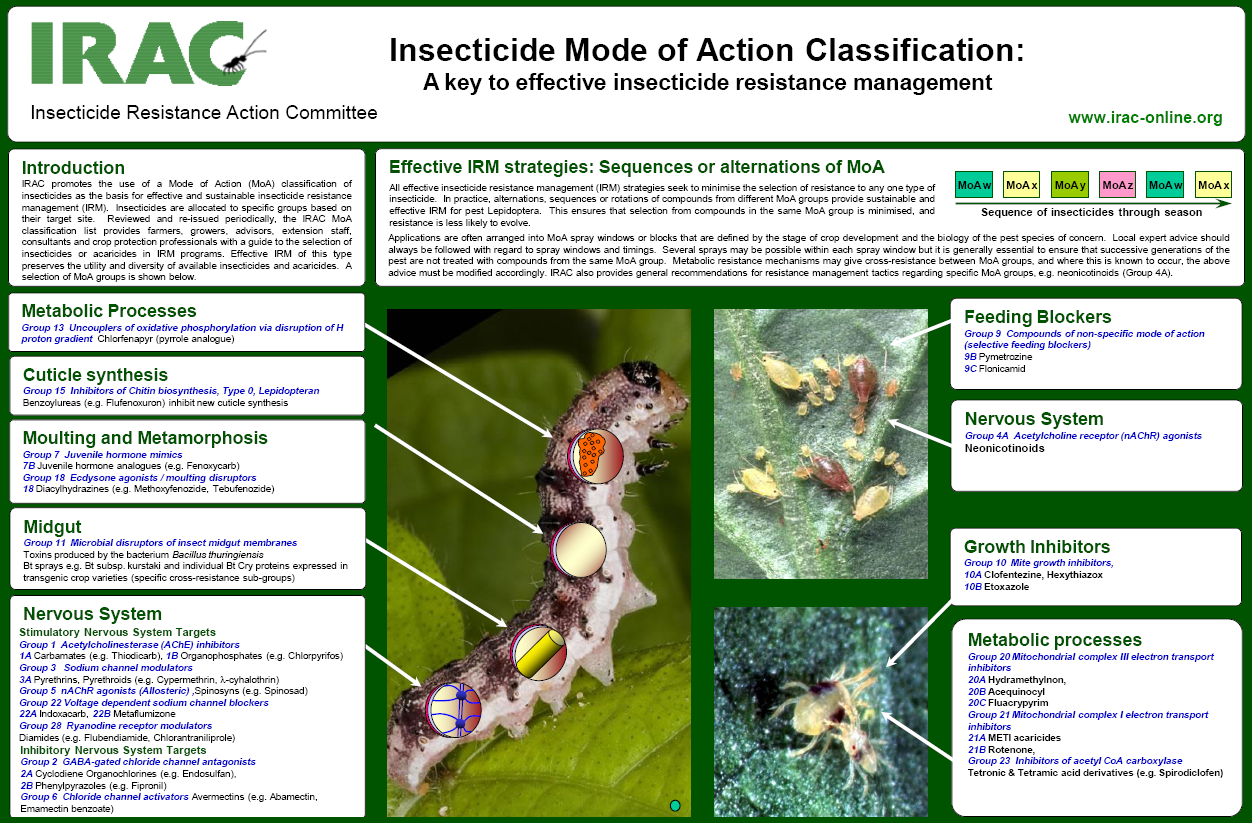 IRAC
Insecticide Resistance Action Committee
Insecticide Mode of Action Classification:
A key to effective insecticide resistance management
www.irac-online.org
Introduction
IRAC promotes the use of a Mode of Action (MoA) classification of
insecticides as the basis for effective and sustainable insecticide resistance
management (IRM). Insecticides are allocated to specific groups based on
their target site. Reviewed and re-issued periodically, the IRAC MoA
classification list provides farmers, growers, advisors, extension staff,
consultants and crop protection professionals with a guide to the selection of
insecticides or acaricides in IRM programs. Effective IRM of this type
preserves the utility and diversity of available insecticides and acaricides. A
selection of MoA groups is shown below.
Effective IRM strategies: Sequences or alternations of MoA
All effective insecticide resistance management (IRM) strategies seek to minimise the selection of resistance to any one type of
insecticide. In practice, alternations, sequences or rotations of compounds from different MoA groups provide sustainable and
effective IRM for pest Lepidoptera. This ensures that selection from compounds in the same MoA group is minimised, and
resistance is less likely to evolve.
MoA w MoA x MoA y MoA z MoA w MoA x
Sequence of insecticides through season
Applications are often arranged into MoA spray windows or blocks that are defined by the stage of crop development and the biology of the pest species of concern. Local expert advice should
always be followed with regard to spray windows and timings. Several sprays may be possible within each spray window but it is generally essential to ensure that successive generations of the
pest are not treated with compounds from the same MoA group. Metabolic resistance mechanisms may give cross-resistance between MoA groups, and where this is known to occur, the above
advice must be modified accordingly. IRAC also provides general recommendations for resistance management tactics regarding specific MoA groups, e.g. neonicotinoids (Group 4A).
Metabolic Processes
Group 13 Uncouplers of oxidative phosphorylation via disruption of H
proton gradient Chlorfenapyr (pyrrole analogue)
Cuticle synthesis
Group 15 Inhibitors of Chitin biosynthesis, Type 0, Lepidopteran
Benzoylureas (e.g. Flufenoxuron) inhibit new cuticle synthesis
Moulting and Metamorphosis
Group 7 Juvenile hormone mimics
7B Juvenile hormone analogues (e.g. Fenoxycarb)
Group 18 Ecdysone agonists / moulting disruptors
18 Diacylhydrazines (e.g. Methoxyfenozide, Tebufenozide)
Midgut
Group 11 Microbial disruptors of insect midgut membranes
Toxins produced by the bacterium Bacillus thuringiensis
Bt sprays e.g. Bt subsp. kurstaki and individual Bt Cry proteins expressed in
transgenic crop varieties (specific cross-resistance sub-groups)
Nervous System
Stimulatory Nervous System Targets
Group 1 Acetylcholinesterase (AChE) inhibitors
1A Carbamates (e.g. Thiodicarb), 1B Organophosphates (e.g. Chlorpyrifos)
Group 3 Sodium channel modulators
3A Pyrethrins, Pyrethroids (e.g. Cypermethrin, λ-cyhalothrin)
Group 5 nAChR agonists (Allosteric) ,Spinosyns (e.g. Spinosad)
Group 22 Voltage dependent sodium channel blockers
22A Indoxacarb, 22B Metaflumizone
Group 28 Ryanodine receptor modulators
Diamides (e.g. Flubendiamide, Chlorantraniliprole)
Inhibitory Nervous System Targets
Group 2 GABA-gated chloride channel antagonists
2A Cyclodiene Organochlorines (e.g. Endosulfan),
2B Phenylpyrazoles (e.g. Fipronil)
Group 6 Chloride channel activators Avermectins (e.g. Abamectin,
Emamectin benzoate)
Feeding Blockers
Group 9 Compounds of non-specific mode of action
(selective feeding blockers)
9B Pymetrozine
9C Flonicamid
Nervous System
Group 4A Acetylcholine receptor (nAChR) agonists
Neonicotinoids
Growth Inhibitors
Group 10 Mite growth inhibitors,
10A Clofentezine, Hexythiazox
10B Etoxazole
Metabolic processes
Group 20 Mitochondrial complex III electron transport
inhibitors
20A Hydramethylnon,
20B Acequinocyl
20C Fluacrypyrim
Group 21 Mitochondrial complex I electron transport
inhibitors
21A METI acaricides
21B Rotenone,
Group 23 Inhibitors of acetyl CoA carboxylase
Tetronic & Tetramic acid derivatives (e.g. Spirodiclofen)